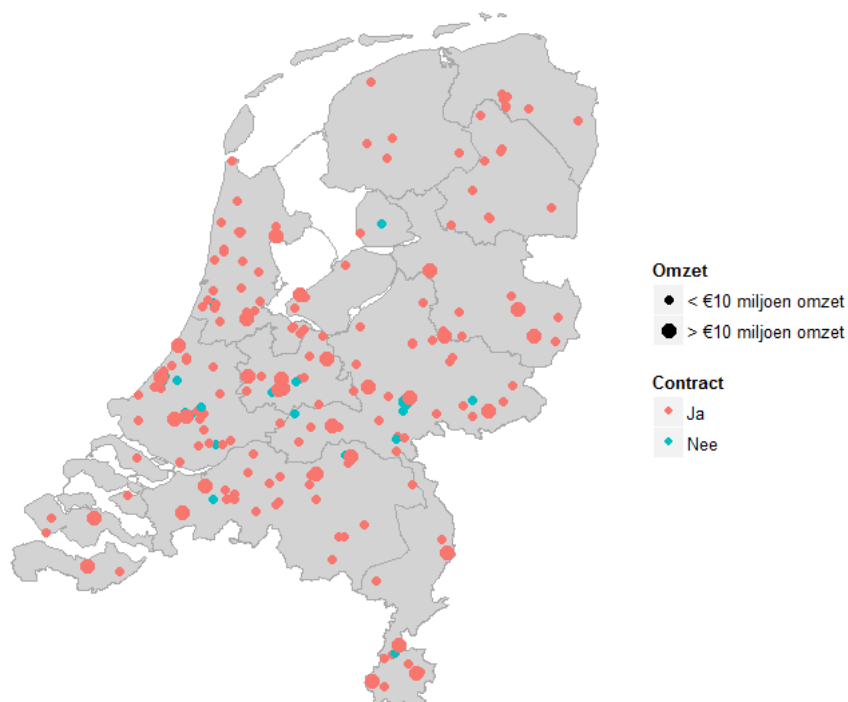 Omzet
< €10 miljoen omzet
> €10 miljoen omzet
Contract
Ja
Nee